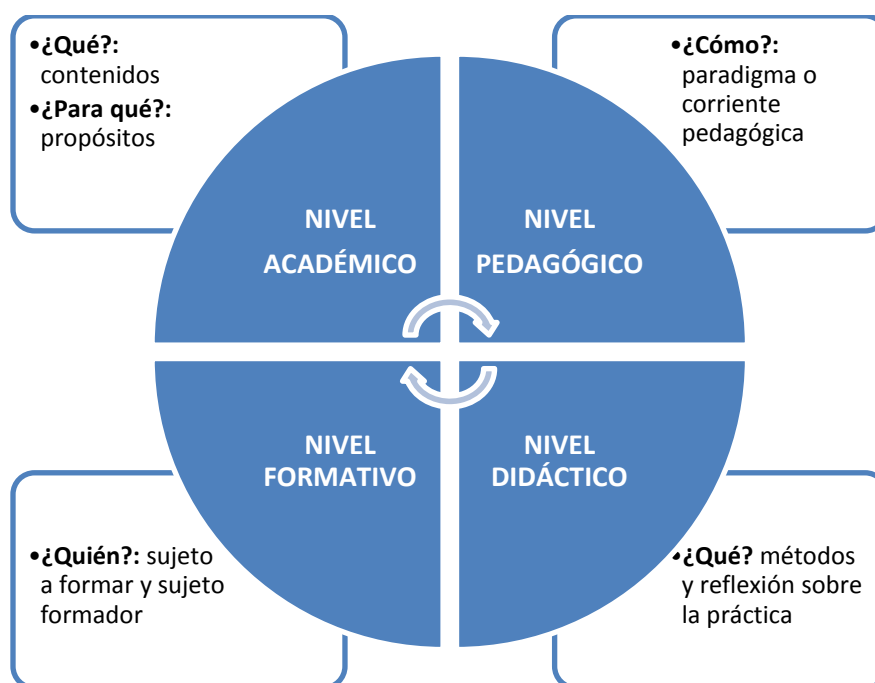 •¿Qué?:
contenidos
•¿Para qué?:
propósitos
•¿Cómo?:
paradigma o
corriente
pedagógica
NIVEL
ACADÉMICO
NIVEL
PEDAGÓGICO
NIVEL
FORMATIVO
NIVEL
DIDÁCTICO
•¿Quién?: sujeto
a formar y sujeto
formador
•¿Qué? métodos
y reflexión sobre
la práctica